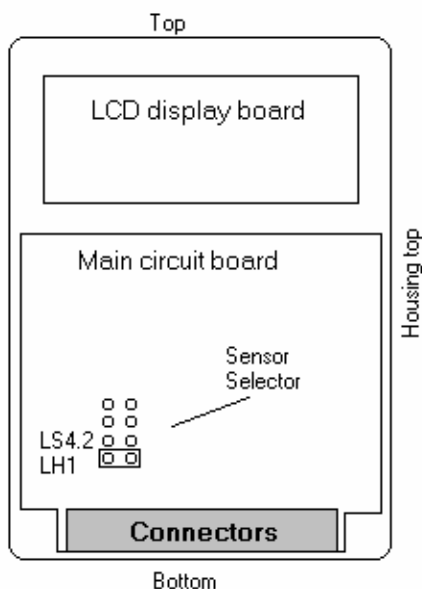 Top
LCD display board
Housing top
Main circuit board
Sensor
Selector
LS4.2
LH1
Connectors
Bottom